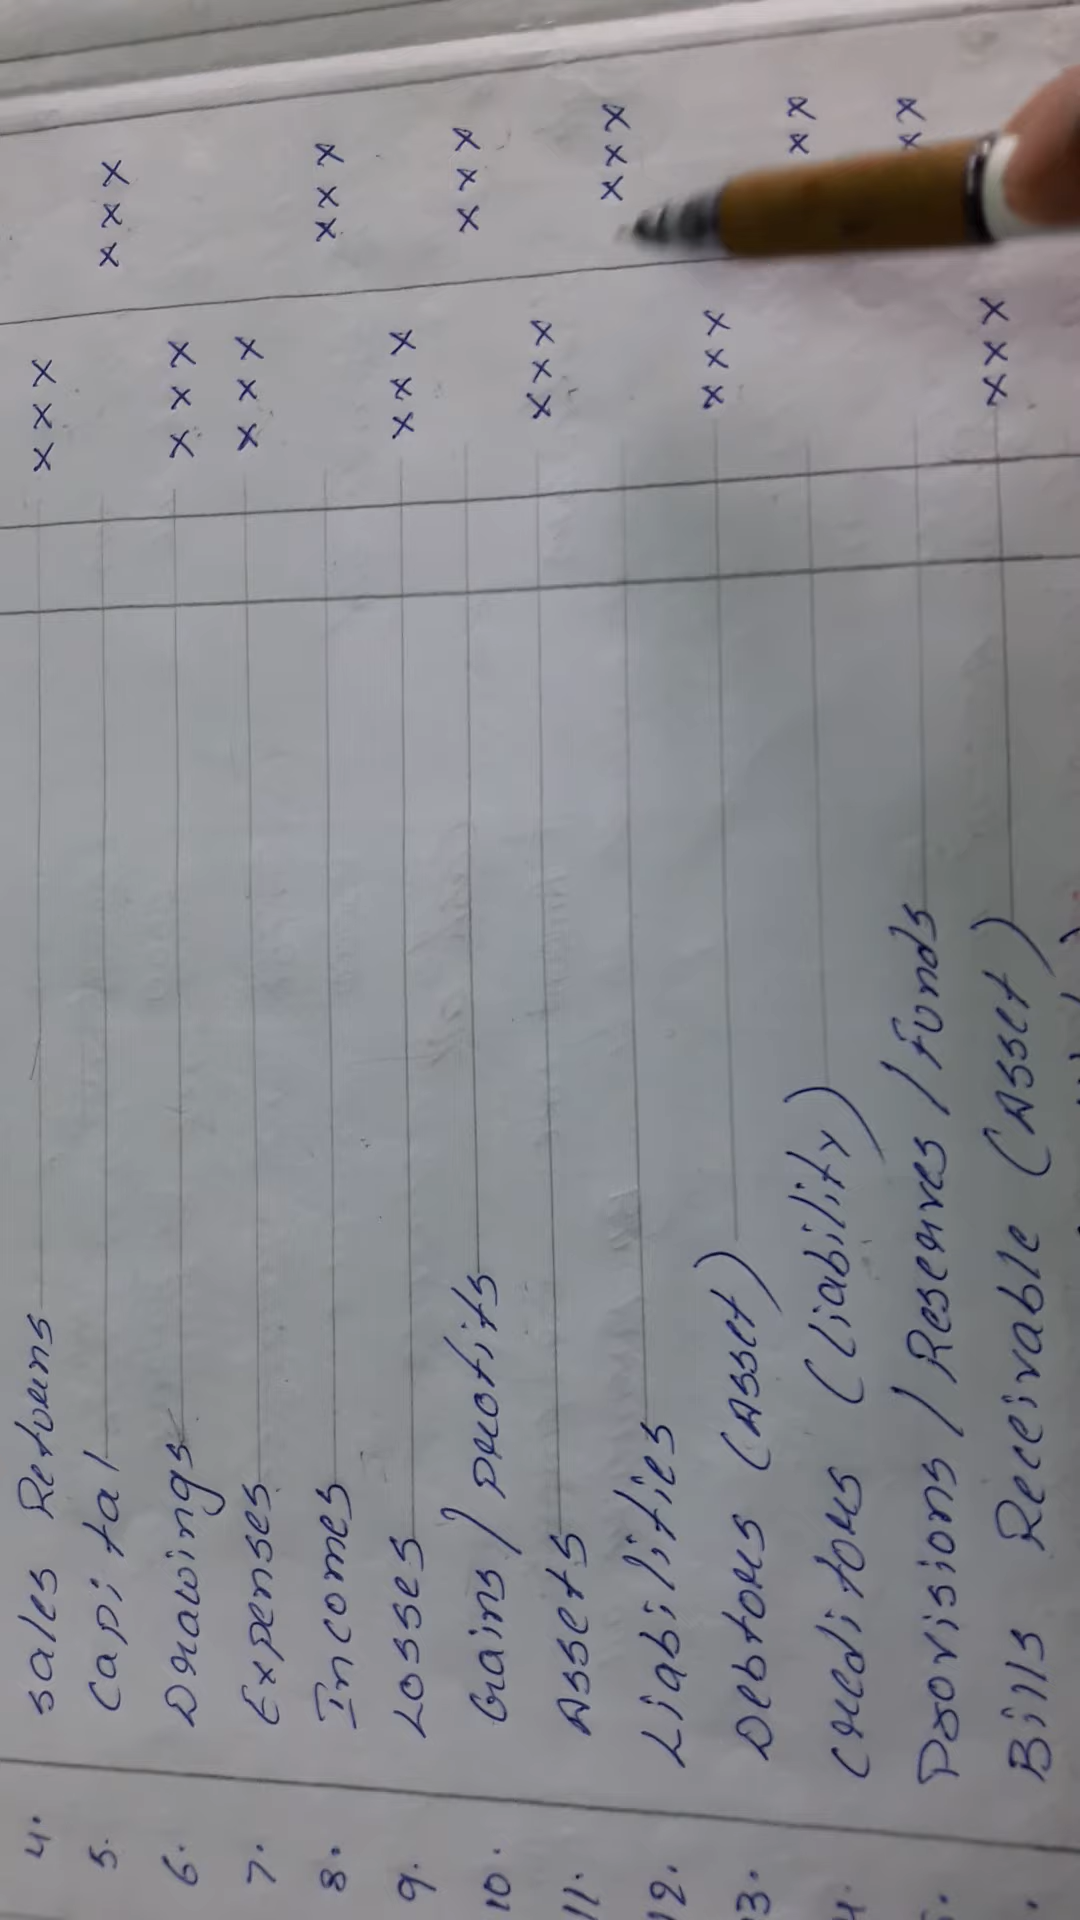 4. Sales Returns xxx
5. Capital xxx
6. Drawings xxx
7. Expenses xxx
8. Incomes xxx
9. Losses xxx
10. Gains / profits xxx
11. Assets xxx
12. Liabilities xxx
3. Debtors (Asset) xxx
4. Creditors (Liability) xx
Provisions / Reserves / funds xx
Bills Receivable (Asset) xxx